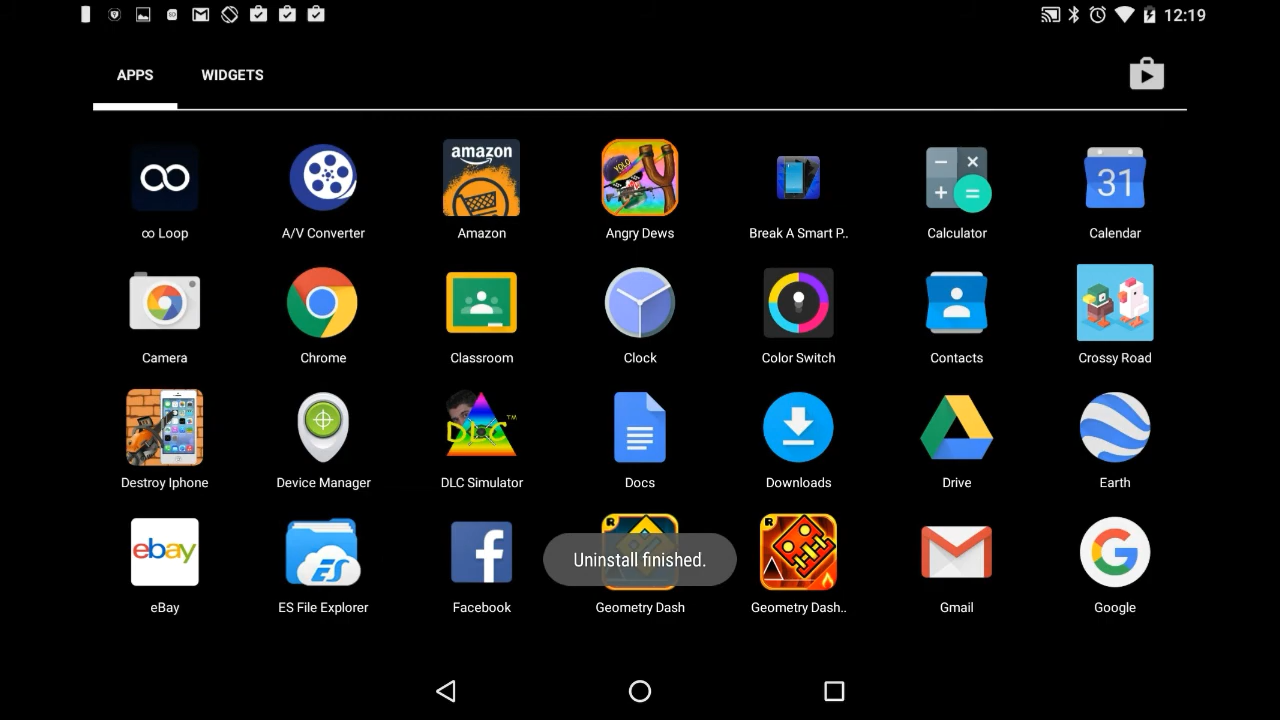 12:19
APPS WIDGETS
amazon
YOLO
31
∞ Loop A/V Converter Amazon Angry Dews Break A Smart P.. Calculator Calendar
Camera Chrome Classroom Clock Color Switch Contacts Crossy Road
DLC™
Destroy Iphone Device Manager DLC Simulator Docs Downloads Drive Earth
ebay ES f R R G
Uninstall finished.
eBay ES File Explorer Facebook Geometry Dash Geometry Dash.. Gmail Google